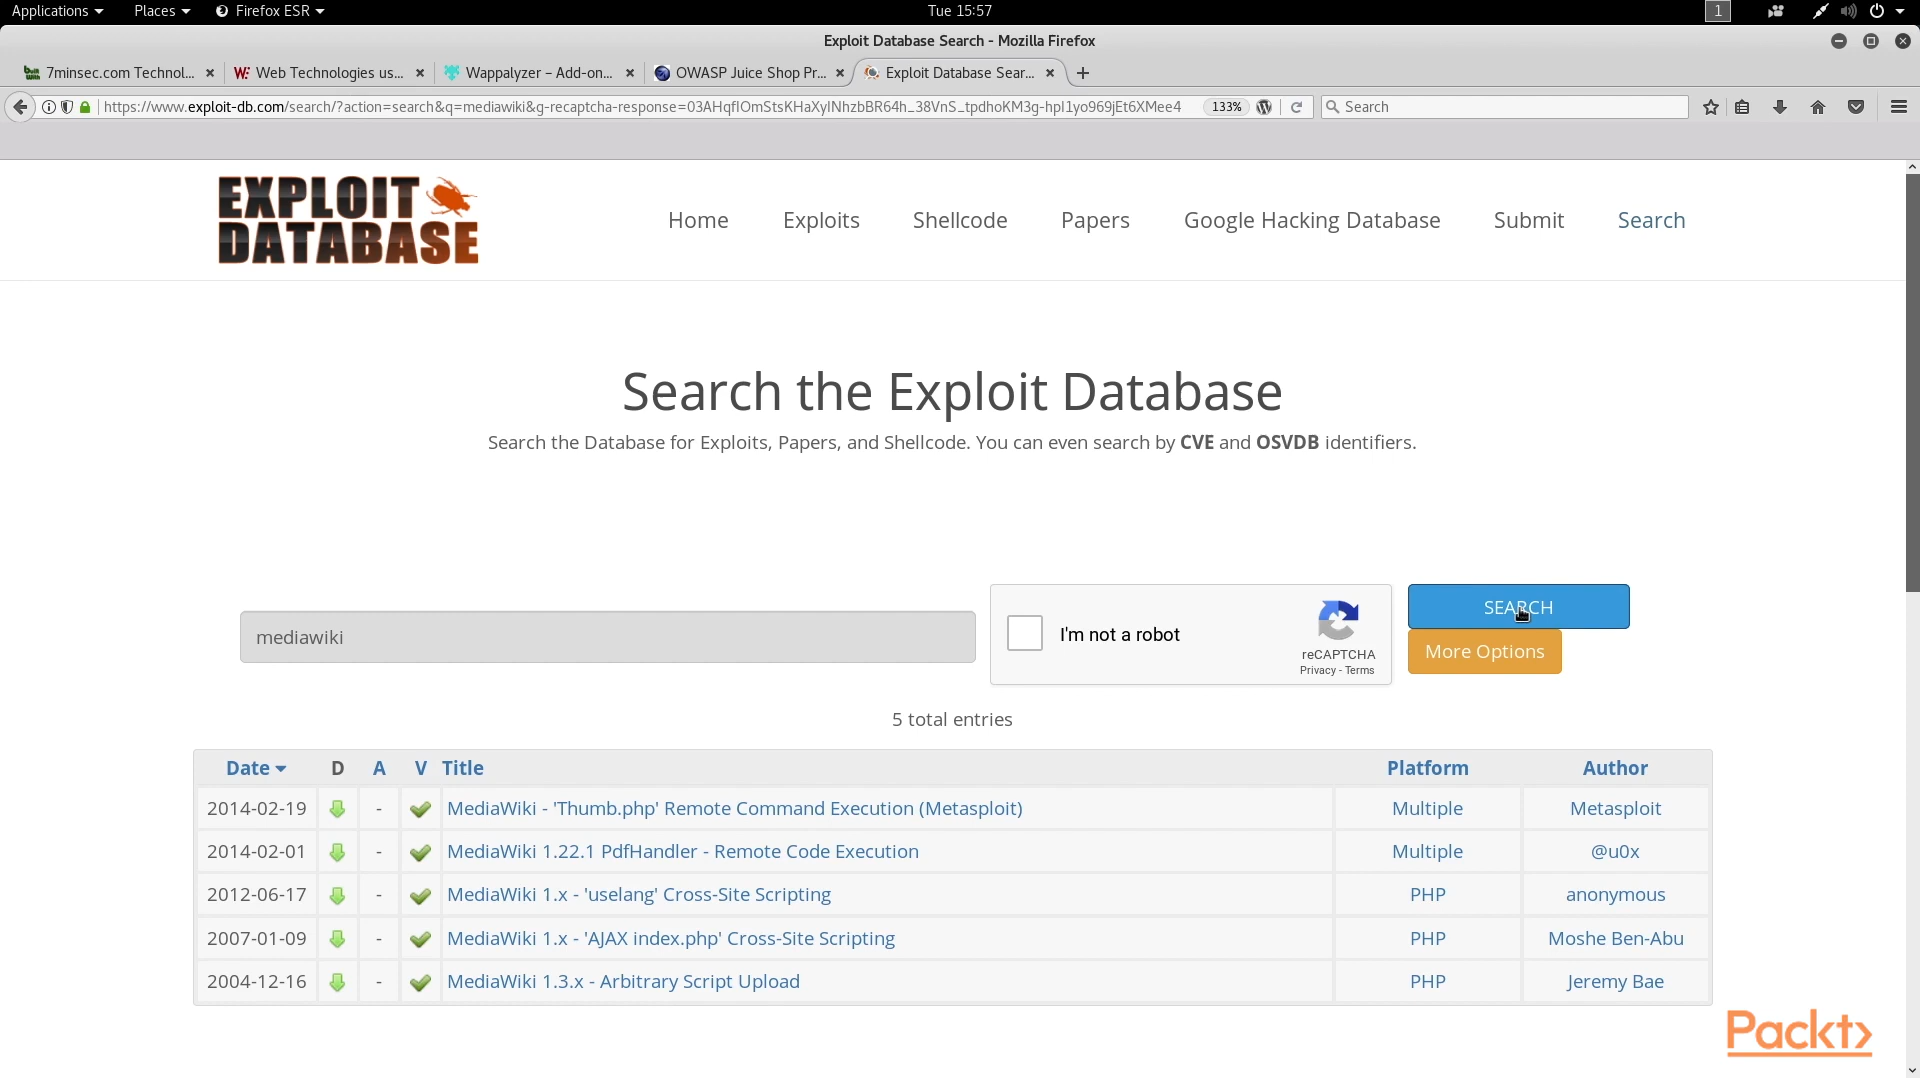 Applications Places Firefox ESR Tue 15:57 1
Exploit Database Search - Mozilla Firefox
7minsec.com Technol... Web Technologies us... Wappalyzer – Add-on... OWASP Juice Shop Pr... Exploit Database Sear...
https://www.exploit-db.com/search/?action=search&q=mediawiki&g-recaptcha-response=03AHqfIOmStsKHaXyINhzbBR64h_38VnS_tpdhoKM3g-hpI1yo969jEt6XMee4 133% Search
EXPLOIT
DATABASE
Home Exploits Shellcode Papers Google Hacking Database Submit Search
Search the Exploit Database
Search the Database for Exploits, Papers, and Shellcode. You can even search by CVE and OSVDB identifiers.
mediawiki
I'm not a robot
reCAPTCHA
Privacy - Terms
SEARCH
More Options
5 total entries
Date D A V Title Platform Author
2014-02-19 - MediaWiki - 'Thumb.php' Remote Command Execution (Metasploit) Multiple Metasploit
2014-02-01 - MediaWiki 1.22.1 PdfHandler - Remote Code Execution Multiple @u0x
2012-06-17 - MediaWiki 1.x - 'uselang' Cross-Site Scripting PHP anonymous
2007-01-09 - MediaWiki 1.x - 'AJAX index.php' Cross-Site Scripting PHP Moshe Ben-Abu
2004-12-16 - MediaWiki 1.3.x - Arbitrary Script Upload PHP Jeremy Bae
Packt>